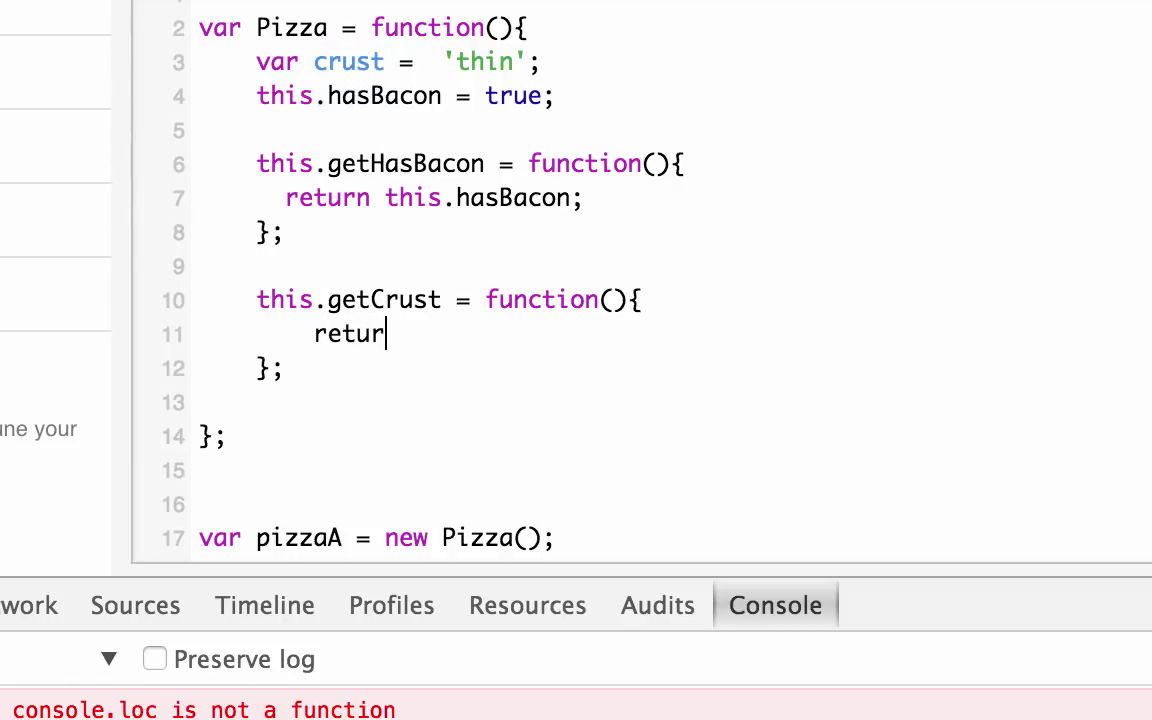 2 var Pizza = function(){
3 var crust =  'thin';
4 this.hasBacon = true;
5
6 this.getHasBacon = function(){
7 return this.hasBacon;
8 };
9
10 this.getCrust = function(){
11 retur
12 };
13
une your
14 };
15
16
17 var pizzaA = new Pizza();
work Sources Timeline Profiles Resources Audits Console
▼ Preserve log
console.loc is not a function